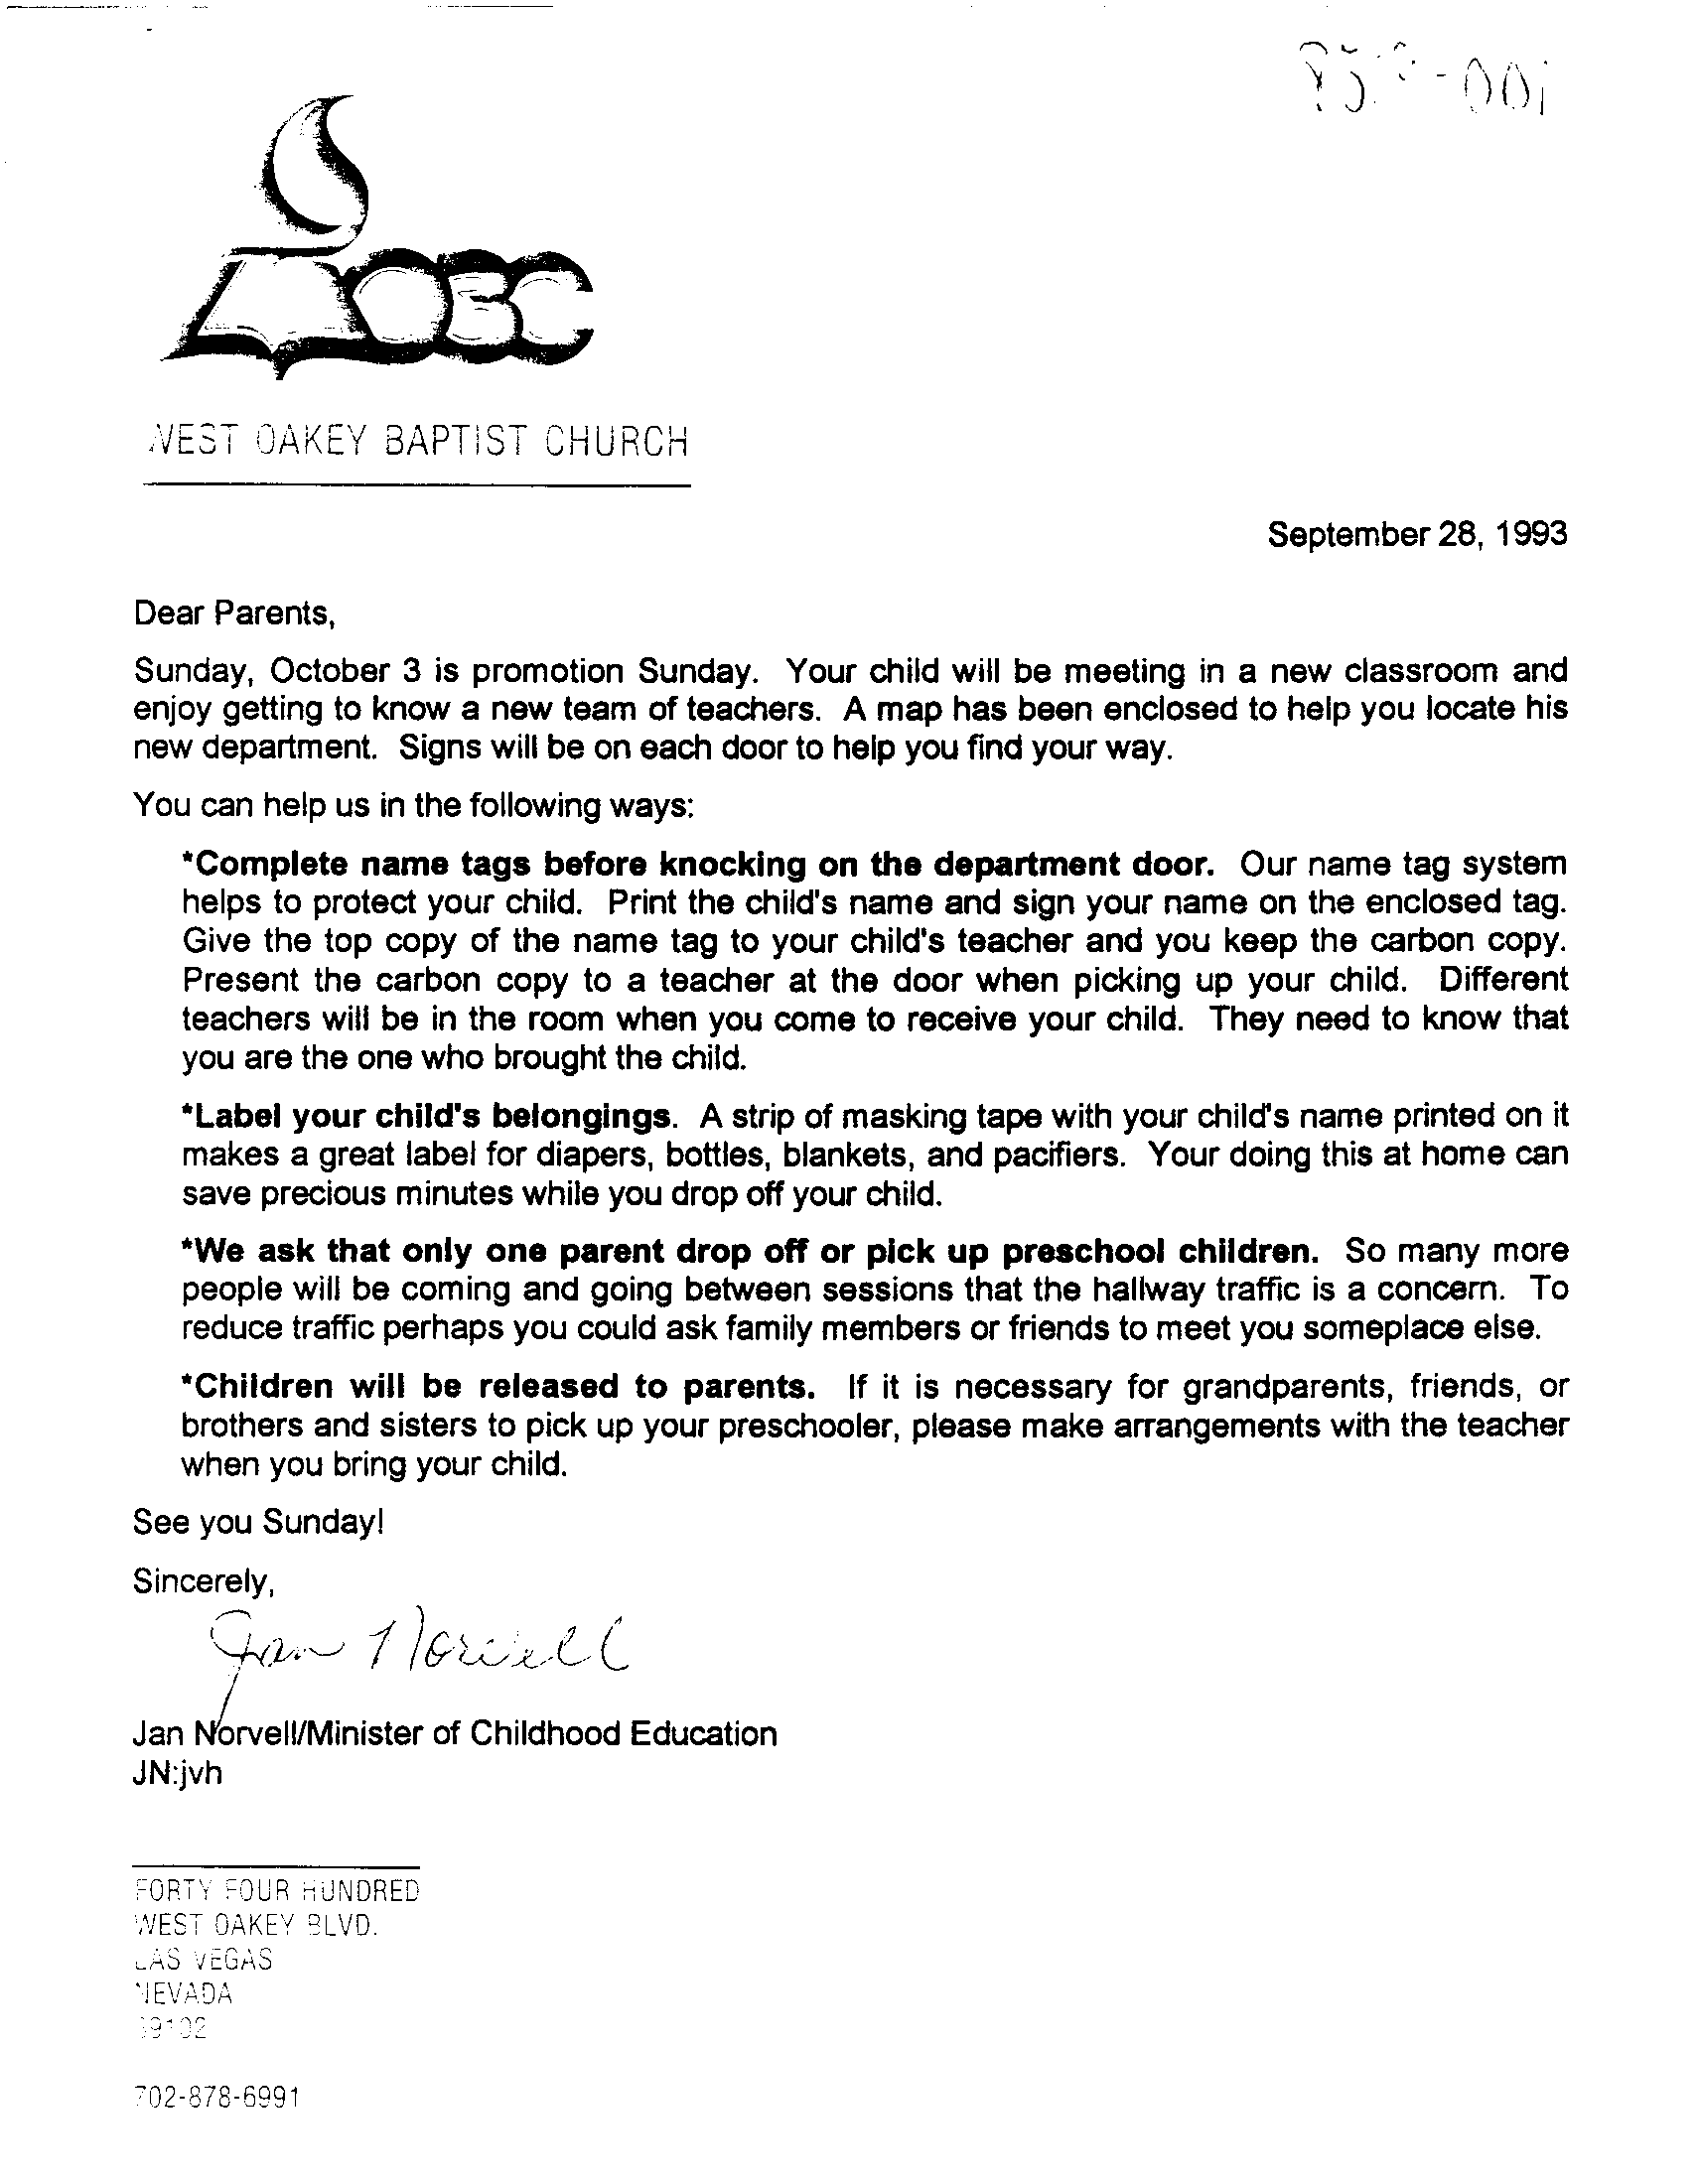 WEST OAKEY BAPTIST CHURCH
September 28, 1993
Dear Parents,
Sunday, October 3 is promotion Sunday. Your child will be meeting in a new classroom and
enjoy getting to know a new team of teachers. A map has been enclosed to help you locate his
new department. Signs will be on each door to help you find your way.
You can help us in the following ways:
*Complete name tags before knocking on the department door. Our name tag system
helps to protect your child. Print the child's name and sign your name on the enclosed tag.
Give the top copy of the name tag to your child's teacher and you keep the carbon copy.
Present the carbon copy to a teacher at the door when picking up your child. Different
teachers will be in the room when you come to receive your child. They need to know that
you are the one who brought the child.
*Label your child's belongings. A strip of masking tape with your child's name printed on it
makes a great label for diapers, bottles, blankets, and pacifiers. Your doing this at home can
save precious minutes while you drop off your child.
*We ask that only one parent drop off or pick up preschool children. So many more
people will be coming and going between sessions that the hallway traffic is a concern. To
reduce traffic perhaps you could ask family members or friends to meet you someplace else.
*Children will be released to parents. If it is necessary for grandparents, friends, or
brothers and sisters to pick up your preschooler, please make arrangements with the teacher
when you bring your child.
See you Sunday!
Sincerely,
Jan Norvell
Jan Norvell/Minister of Childhood Education
JN:jvh
FORTY FOUR HUNDRED
WEST OAKEY BLVD.
LAS VEGAS
NEVADA
89102
702-878-6991